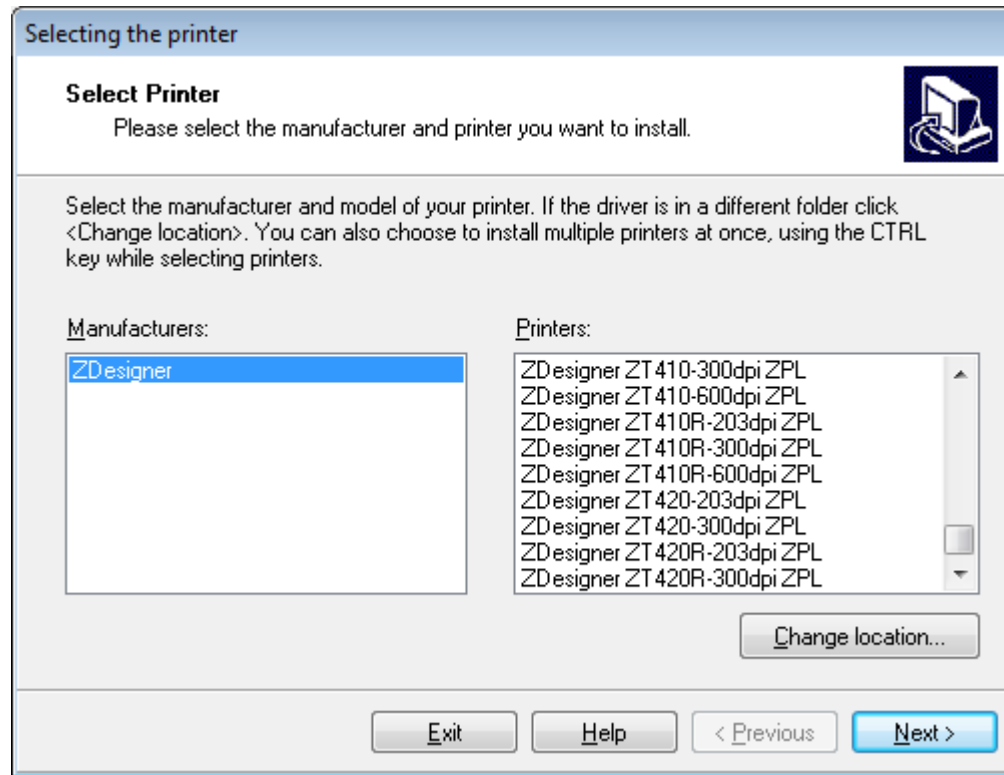 Selecting the printer
Select Printer
Please select the manufacturer and printer you want to install.
Select the manufacturer and model of your printer. If the driver is in a different folder click
<Change location>. You can also choose to install multiple printers at once, using the CTRL
key while selecting printers.
Manufacturers:
ZDesigner
Printers:
ZDesigner ZT410-300dpi ZPL
ZDesigner ZT410-600dpi ZPL
ZDesigner ZT410R-203dpi ZPL
ZDesigner ZT410R-300dpi ZPL
ZDesigner ZT410R-600dpi ZPL
ZDesigner ZT420-203dpi ZPL
ZDesigner ZT420-300dpi ZPL
ZDesigner ZT420R-203dpi ZPL
ZDesigner ZT420R-300dpi ZPL
Change location...
Exit
Help
< Previous
Next >